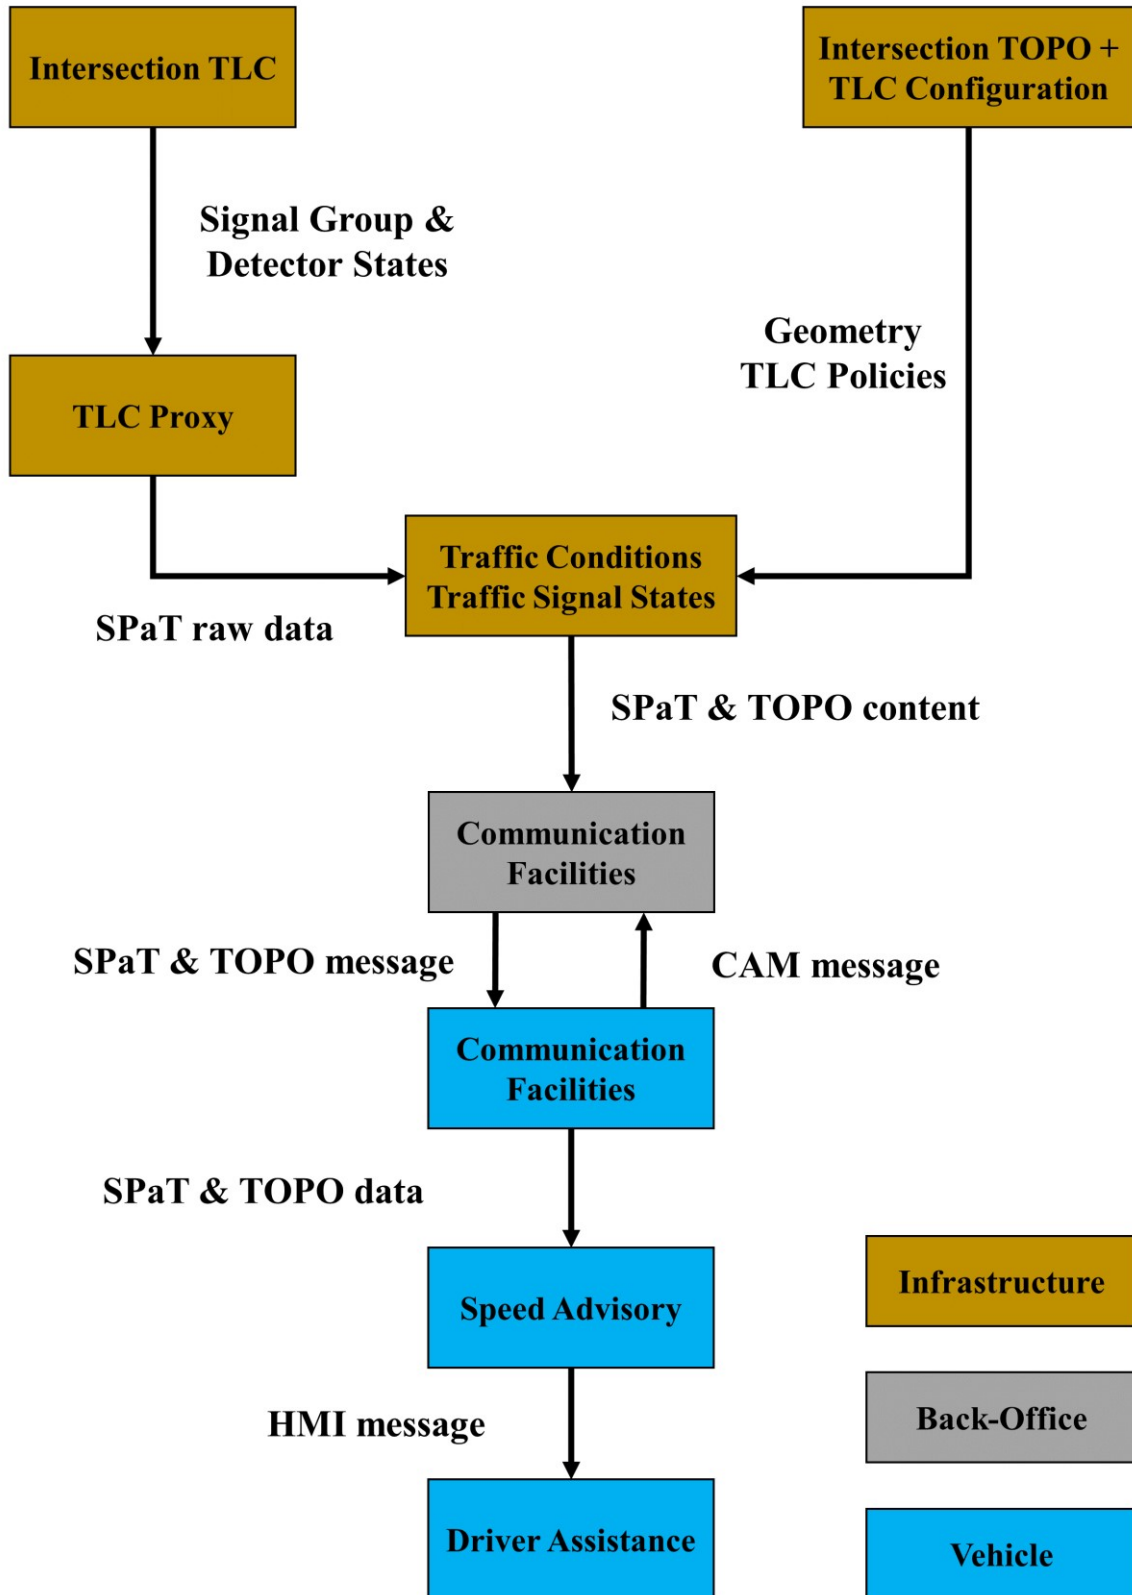 Intersection TLC
Intersection TOPO +
TLC Configuration
Signal Group &
Detector States
Geometry
TLC Policies
TLC Proxy
Traffic Conditions
Traffic Signal States
SPaT raw data
SPaT & TOPO content
Communication
Facilities
SPaT & TOPO message
CAM message
Communication
Facilities
SPaT & TOPO data
Speed Advisory
HMI message
Driver Assistance
Infrastructure
Back-Office
Vehicle